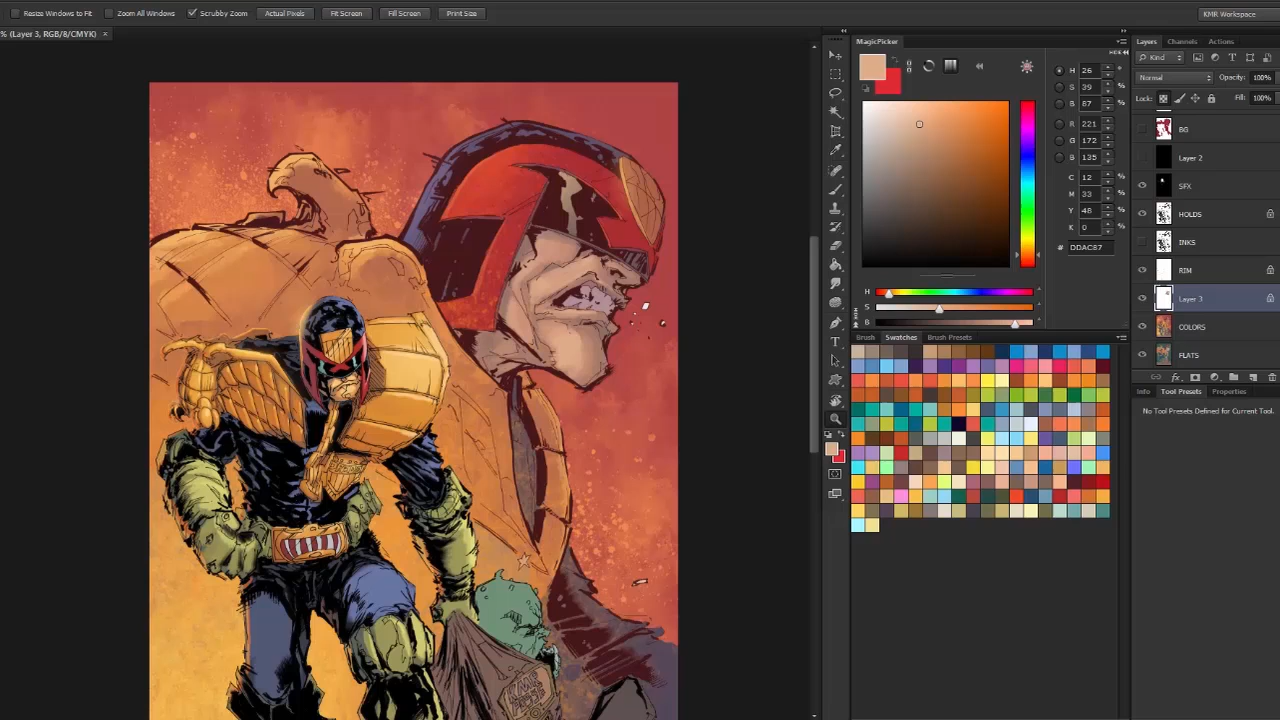 Resize Windows to Fit
Zoom All Windows
Scrubby Zoom
Actual Pixels
Fit Screen
Fill Screen
Print Size
KMR Workspace
% (Layer 3, RGB/8/CMYK) ×
MagicPicker
HIDE
H 26 °
S 39 %
B 87 %
R 221
G 172
B 135
C 12 %
M 33 %
Y 48 %
K 0 %
# DDAC87
H
S
B
Brush
Swatches
Brush Presets
Layers
Channels
Actions
Kind
Normal
Opacity: 100%
Lock:
Fill: 100%
BG
Layer 2
SFX
HOLDS
INKS
RIM
Layer 3
COLORS
FLATS
Info
Tool Presets
Properties
No Tool Presets Defined for Current Tool.